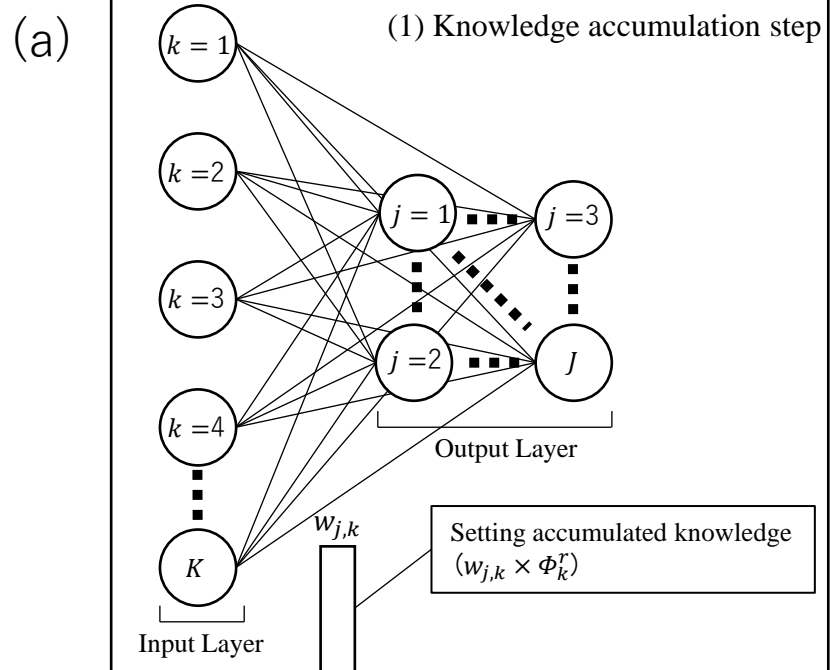 (a)
(1) Knowledge accumulation step
k = 1
k =2
k =3
k =4
K
j = 1
j =2
j =3
J
Output Layer
Input Layer
w_{j,k}
Setting accumulated knowledge
(w_{j,k} × Φ_k^r)